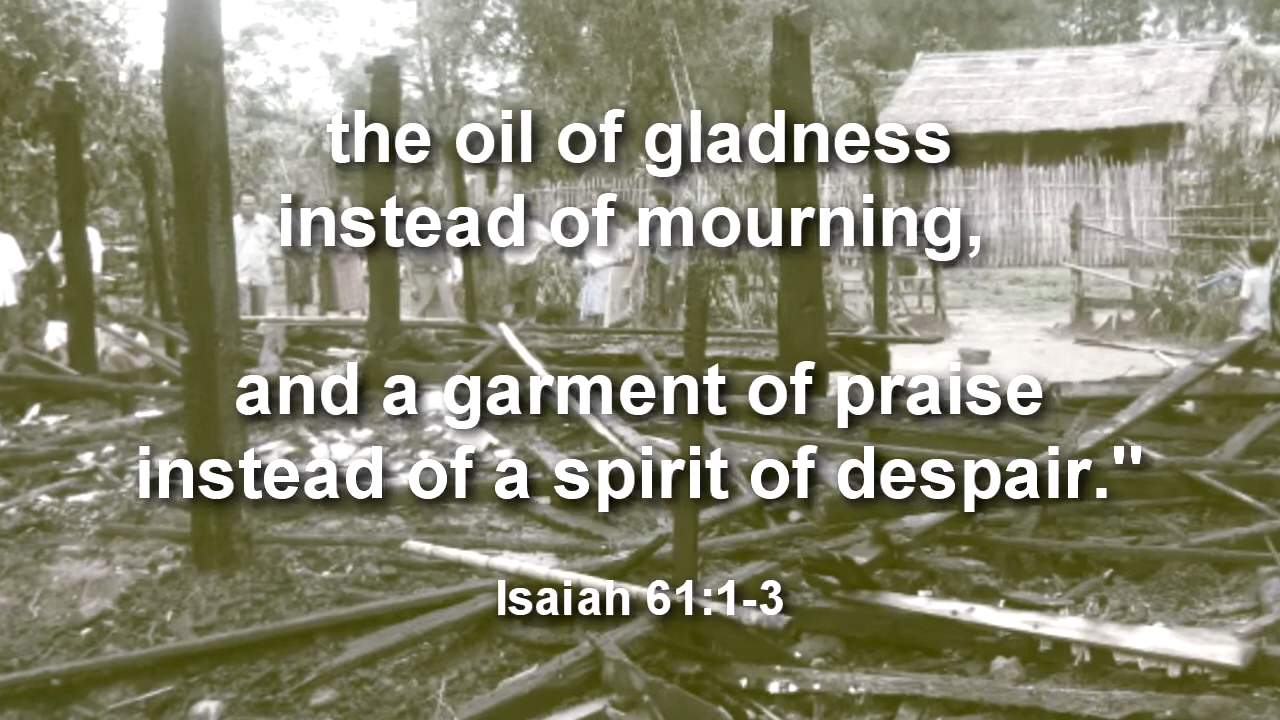 the oil of gladness
instead of mourning,
and a garment of praise
instead of a spirit of despair."
Isaiah 61:1-3